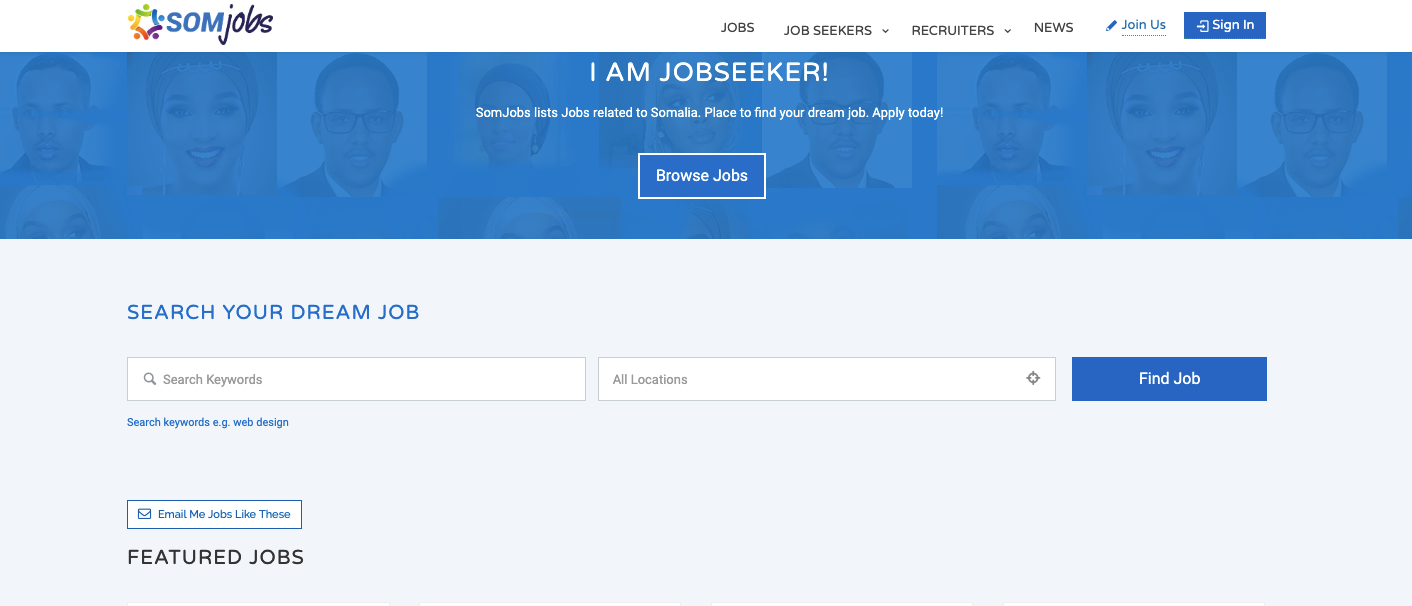 SOMjobs
JOBS
JOB SEEKERS
RECRUITERS
NEWS
Join Us
Sign In
I AM JOBSEEKER!
SomJobs lists Jobs related to Somalia. Place to find your dream job. Apply today!
Browse Jobs
SEARCH YOUR DREAM JOB
Search Keywords
All Locations
Find Job
Search keywords e.g. web design
Email Me Jobs Like These
FEATURED JOBS